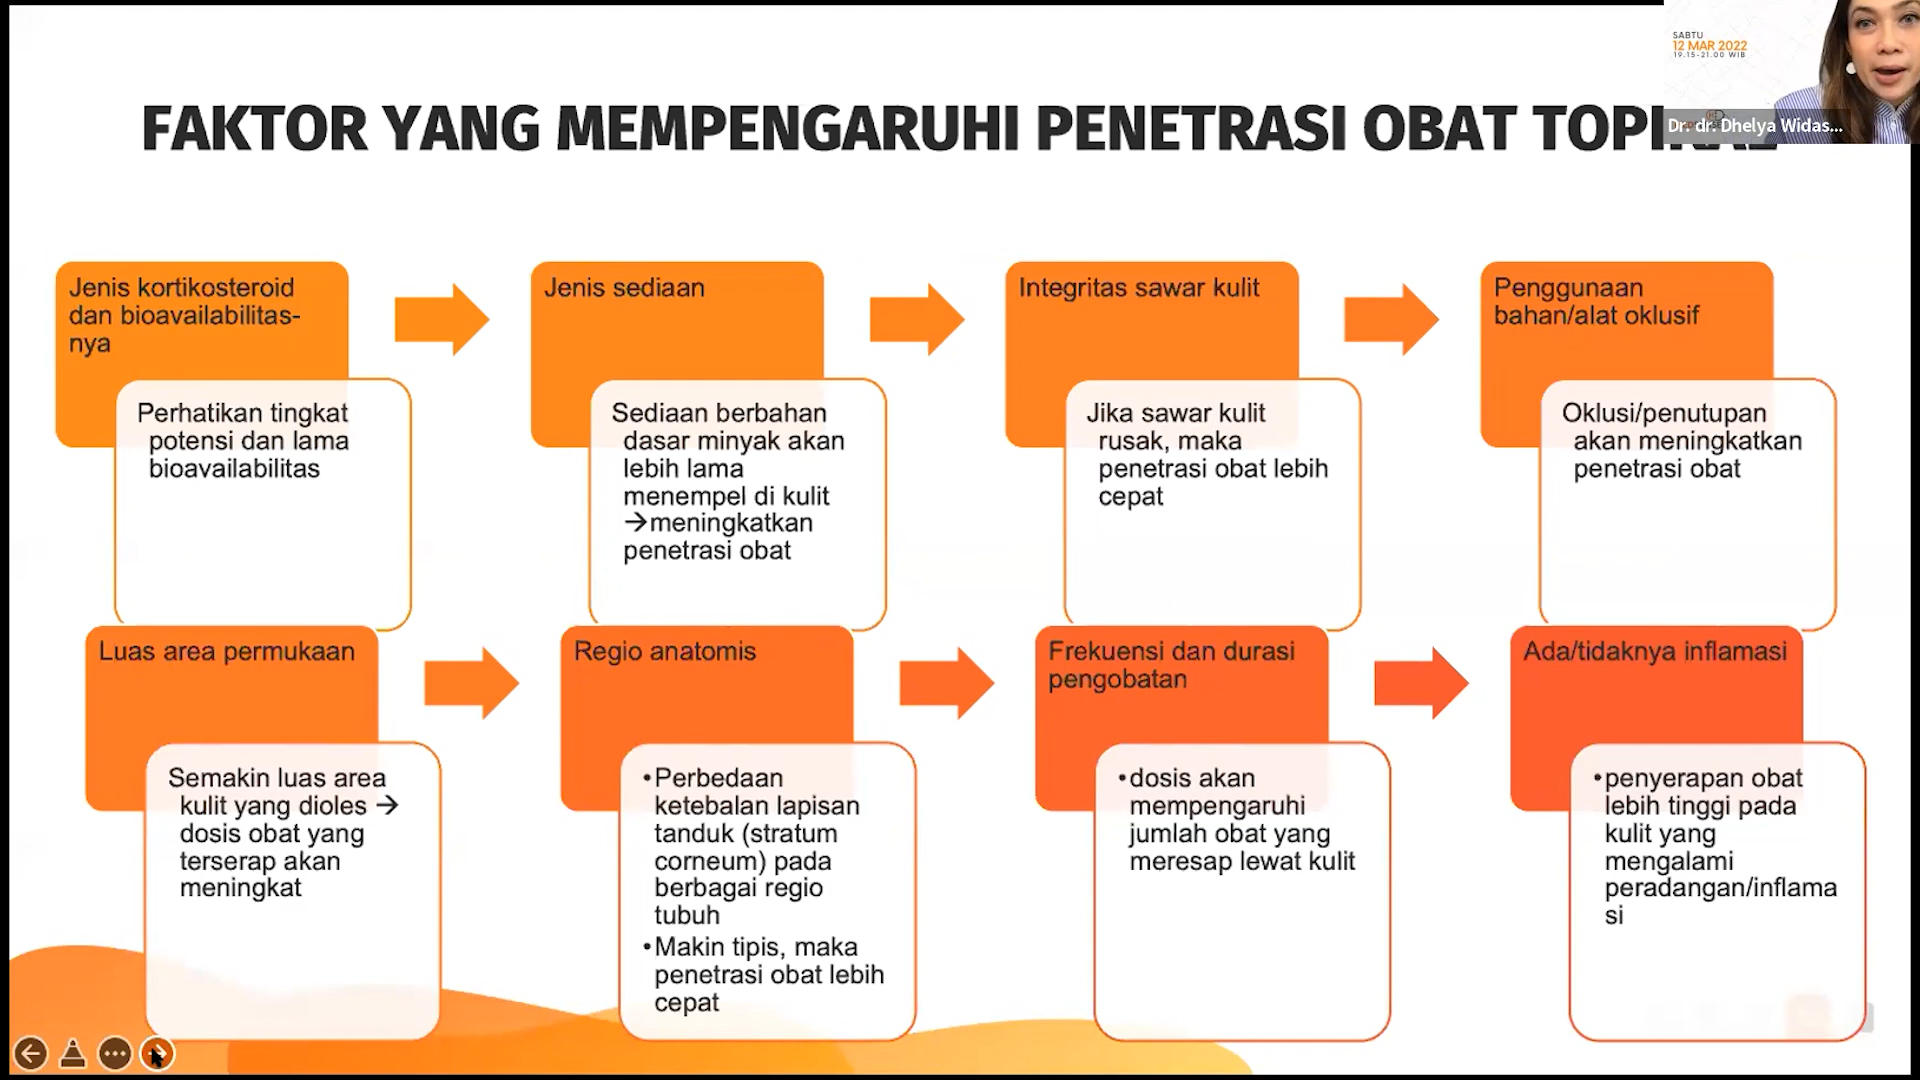 SABTU
12 MAR 2022
19.15-21.00 WIB
Dr. dr. Dhelya Widas...
FAKTOR YANG MEMPENGARUHI PENETRASI OBAT TOPIKAL
Jenis kortikosteroid
dan bioavailabilitas-
nya
Perhatikan tingkat
potensi dan lama
bioavailabilitas
Jenis sediaan
Sediaan berbahan
dasar minyak akan
lebih lama
menempel di kulit
→meningkatkan
penetrasi obat
Integritas sawar kulit
Jika sawar kulit
rusak, maka
penetrasi obat lebih
cepat
Penggunaan
bahan/alat oklusif
Oklusi/penutupan
akan meningkatkan
penetrasi obat
Luas area permukaan
Semakin luas area
kulit yang dioles →
dosis obat yang
terserap akan
meningkat
Regio anatomis
•Perbedaan
ketebalan lapisan
tanduk (stratum
corneum) pada
berbagai regio
tubuh
•Makin tipis, maka
penetrasi obat lebih
cepat
Frekuensi dan durasi
pengobatan
•dosis akan
mempengaruhi
jumlah obat yang
meresap lewat kulit
Ada/tidaknya inflamasi
•penyerapan obat
lebih tinggi pada
kulit yang
mengalami
peradangan/inflama
si